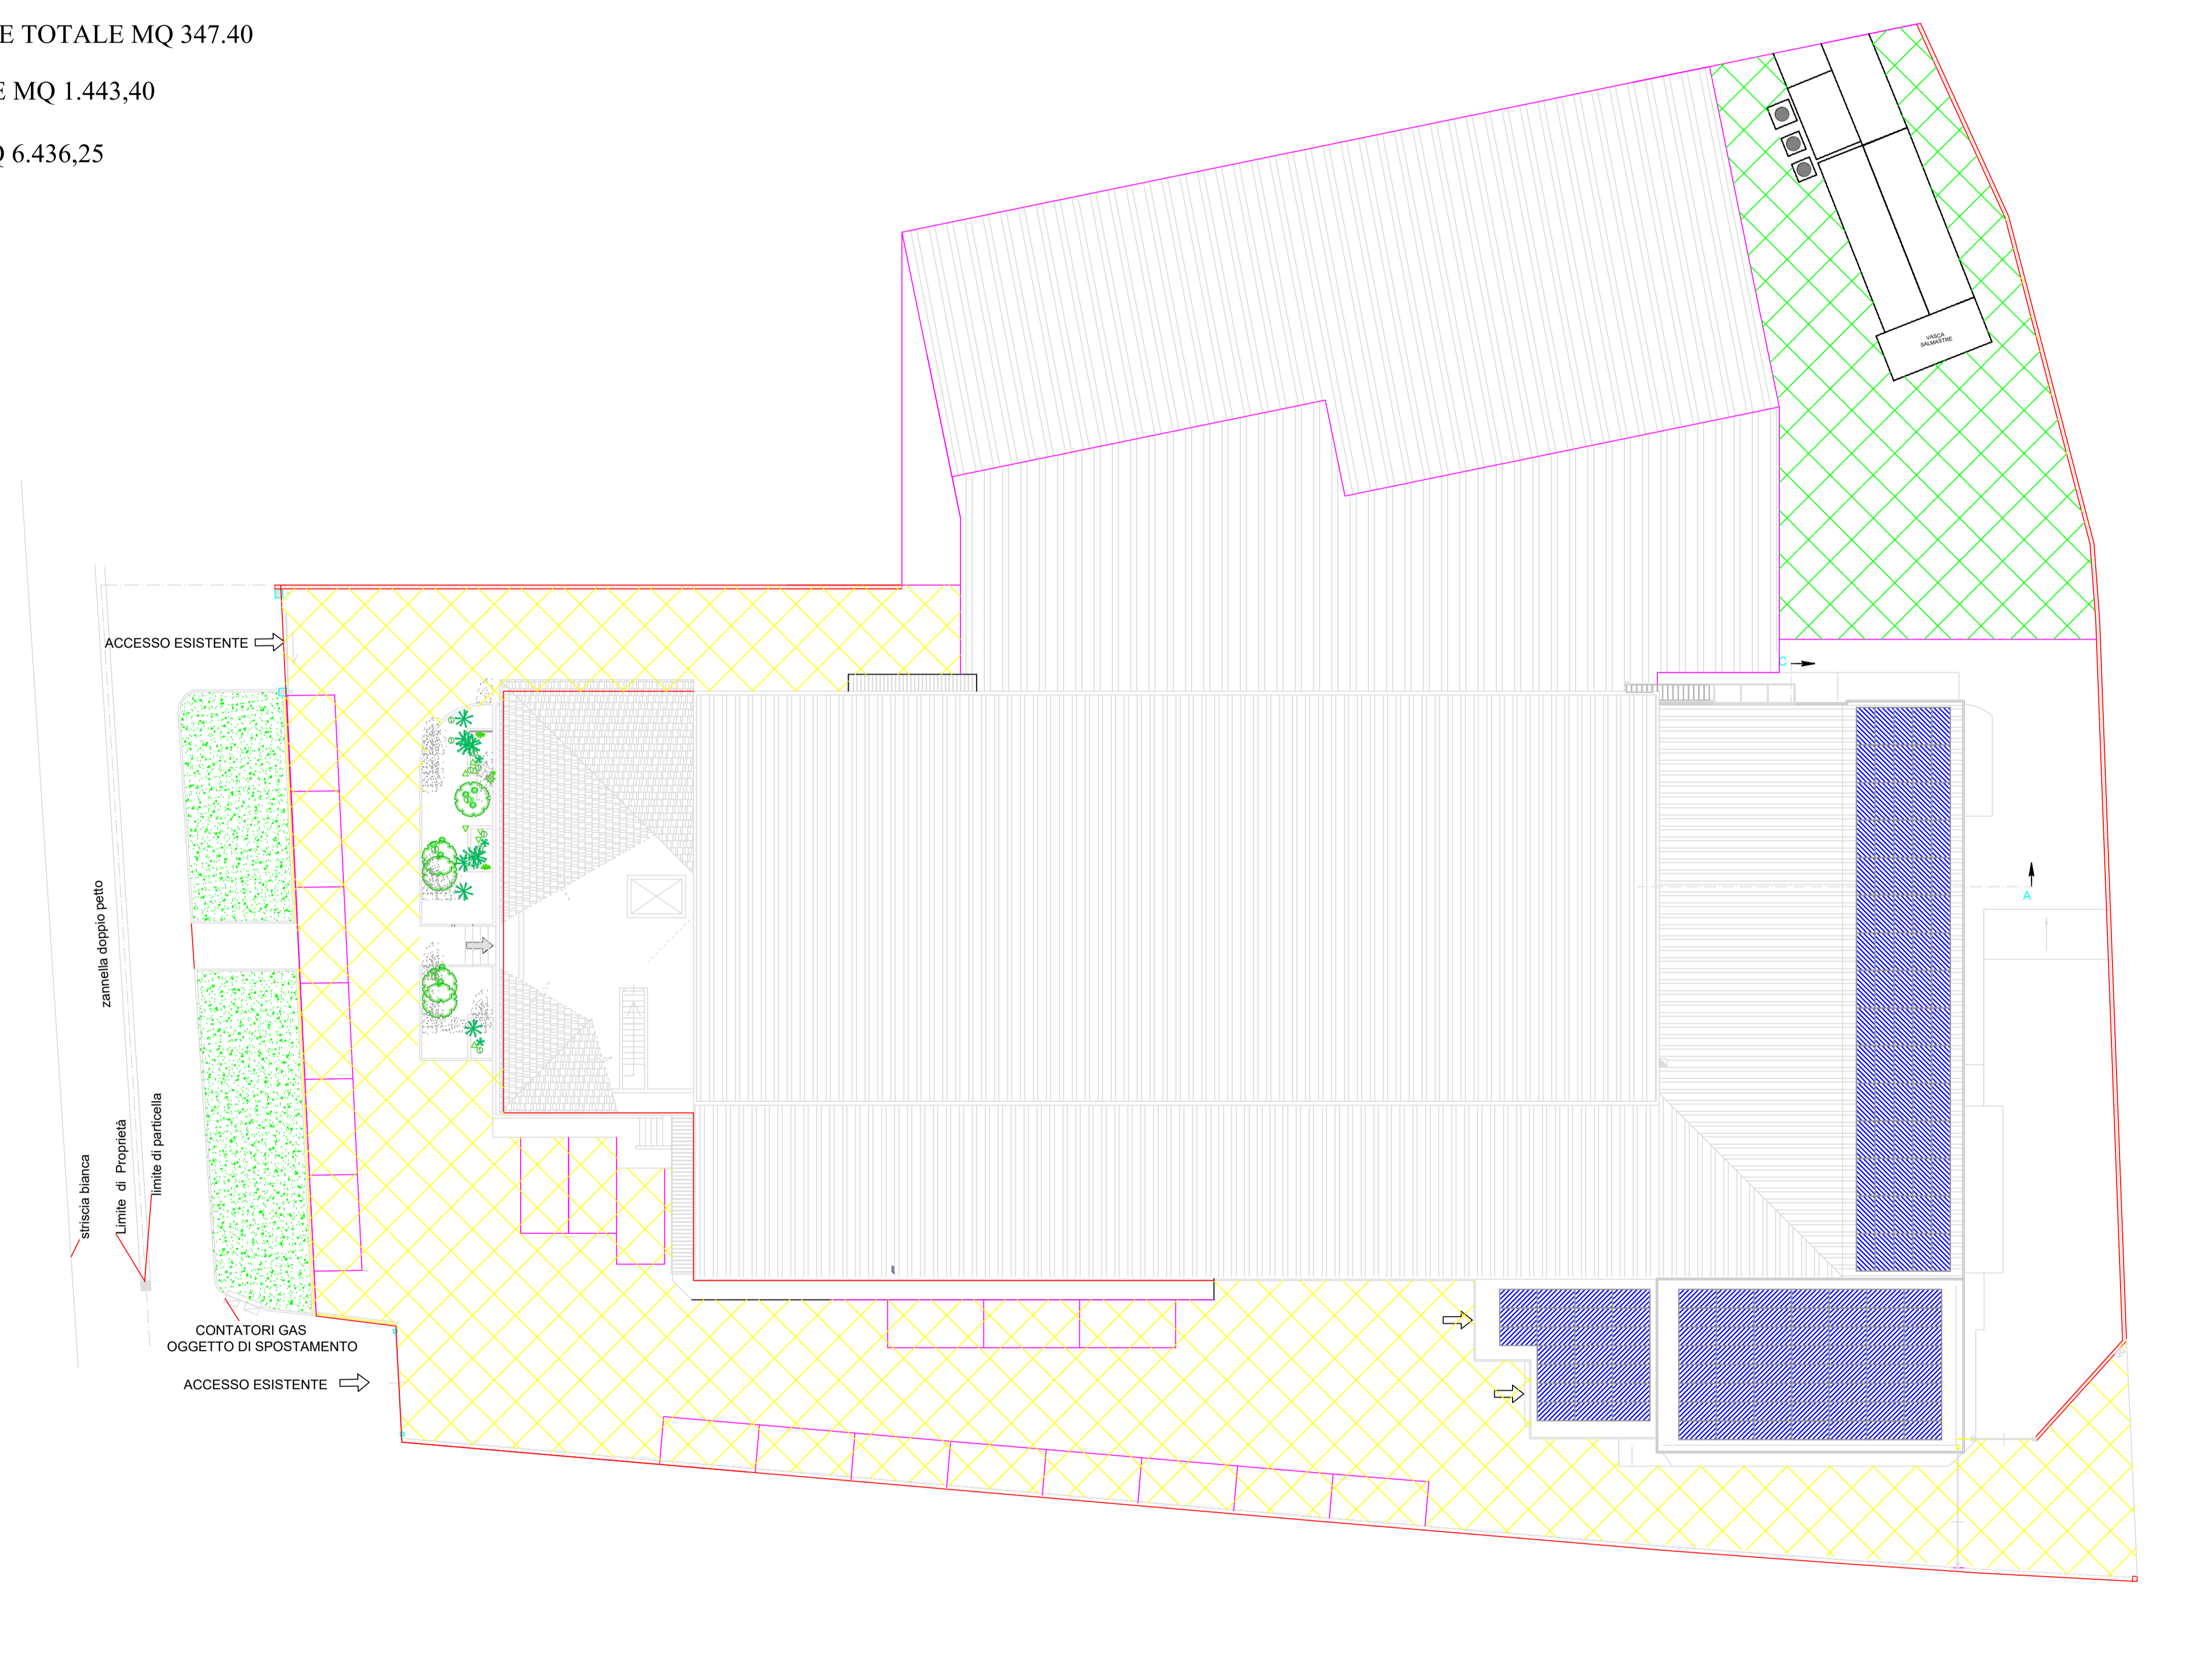 E TOTALE MQ 347.40
E MQ 1.443,40
Q 6.436,25
VASCA
SALMASTRE
ACCESSO ESISTENTE
C
A
zannella doppio petto
limite di particella
Limite di Proprietà
striscia bianca
CONTATORI GAS
OGGETTO DI SPOSTAMENTO
ACCESSO ESISTENTE